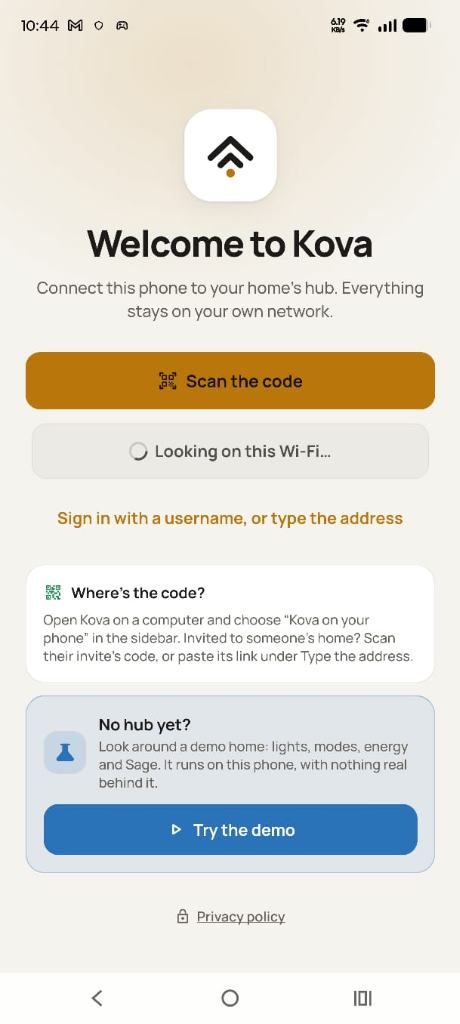 10:44
6.19
KB/s
Welcome to Kova
Connect this phone to your home's hub. Everything
stays on your own network.
Scan the code
Looking on this Wi-Fi...
Sign in with a username, or type the address
Where's the code?
Open Kova on a computer and choose “Kova on your
phone” in the sidebar. Invited to someone's home? Scan
their invite's code, or paste its link under Type the address.
No hub yet?
Look around a demo home: lights, modes, energy
and Sage. It runs on this phone, with nothing real
behind it.
Try the demo
Privacy policy